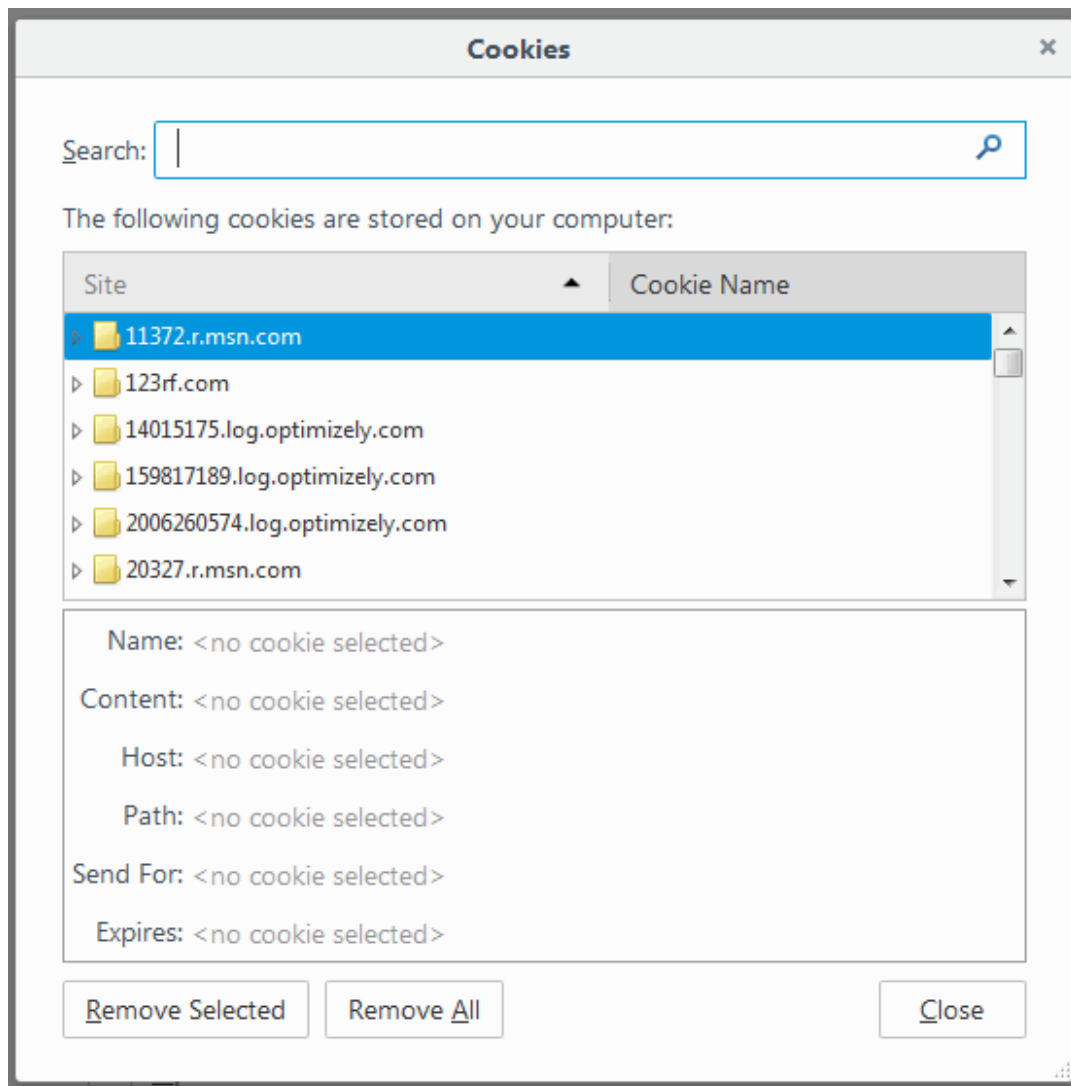 Cookies
Search:
The following cookies are stored on your computer:
Site Cookie Name
11372.r.msn.com
123rf.com
14015175.log.optimizely.com
159817189.log.optimizely.com
2006260574.log.optimizely.com
20327.r.msn.com
Name: <no cookie selected>
Content: <no cookie selected>
Host: <no cookie selected>
Path: <no cookie selected>
Send For: <no cookie selected>
Expires: <no cookie selected>
Remove Selected Remove All Close